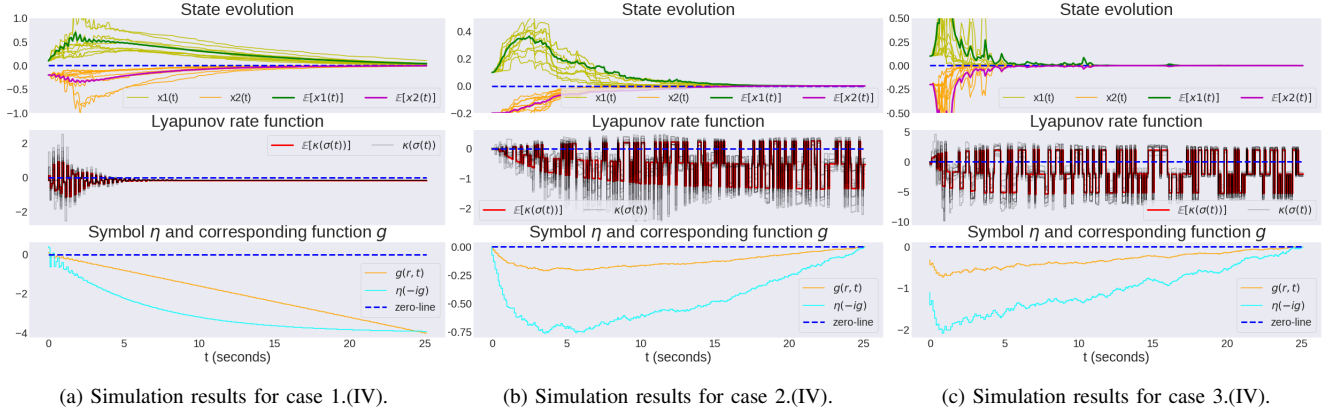 State evolution
1.0
0.5
0.0
-0.5
-1.0
x1(t) x2(t) 𝔼[x1(t)] 𝔼[x2(t)]
Lyapunov rate function
2
0
−2
𝔼[κ(σ(t))] κ(σ(t))
Symbol η and corresponding function g
0
−2
−4
g(r, t)
η(−ig)
zero-line
0 5 10 15 20 25
t (seconds)
(a) Simulation results for case 1.(IV).
State evolution
0.4
0.2
0.0
-0.2
x1(t) x2(t) 𝔼[x1(t)] 𝔼[x2(t)]
Lyapunov rate function
0
−1
−2
𝔼[κ(σ(t))] κ(σ(t))
Symbol η and corresponding function g
0.00
-0.25
-0.50
-0.75
g(r, t)
η(−ig)
zero-line
0 5 10 15 20 25
t (seconds)
(b) Simulation results for case 2.(IV).
State evolution
0.50
0.25
0.00
-0.25
-0.50
x1(t) x2(t) 𝔼[x1(t)] 𝔼[x2(t)]
Lyapunov rate function
5
0
−5
−10
𝔼[κ(σ(t))] κ(σ(t))
Symbol η and corresponding function g
0
−1
−2
g(r, t)
η(−ig)
zero-line
0 5 10 15 20 25
t (seconds)
(c) Simulation results for case 3.(IV).